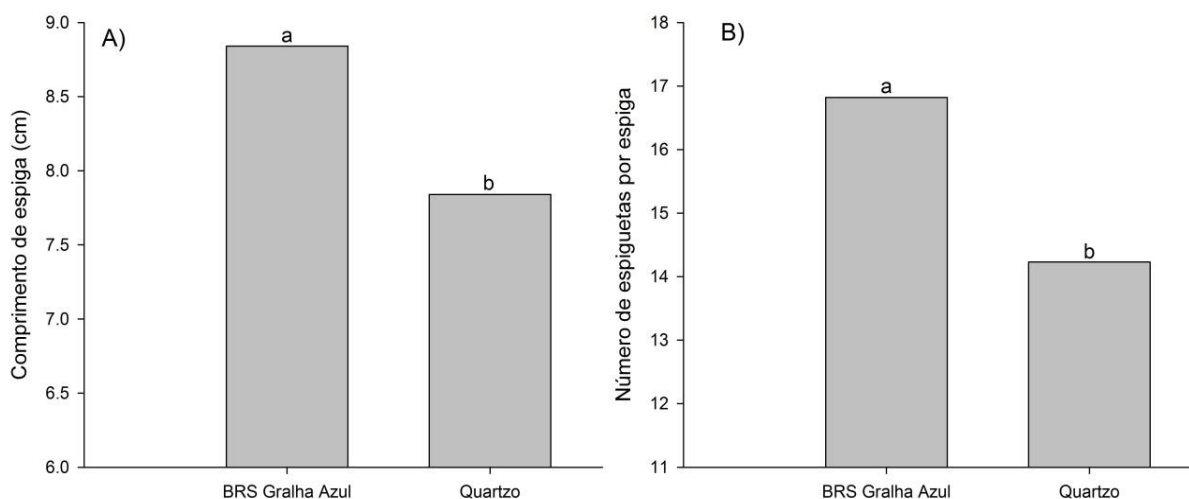 A)
Comprimento de espiga (cm)
9.0
8.5
8.0
7.5
7.0
6.5
6.0
a
b
BRS Gralha Azul
Quartzo
B)
Número de espiguetas por espiga
18
17
16
15
14
13
12
11
a
b
BRS Gralha Azul
Quartzo